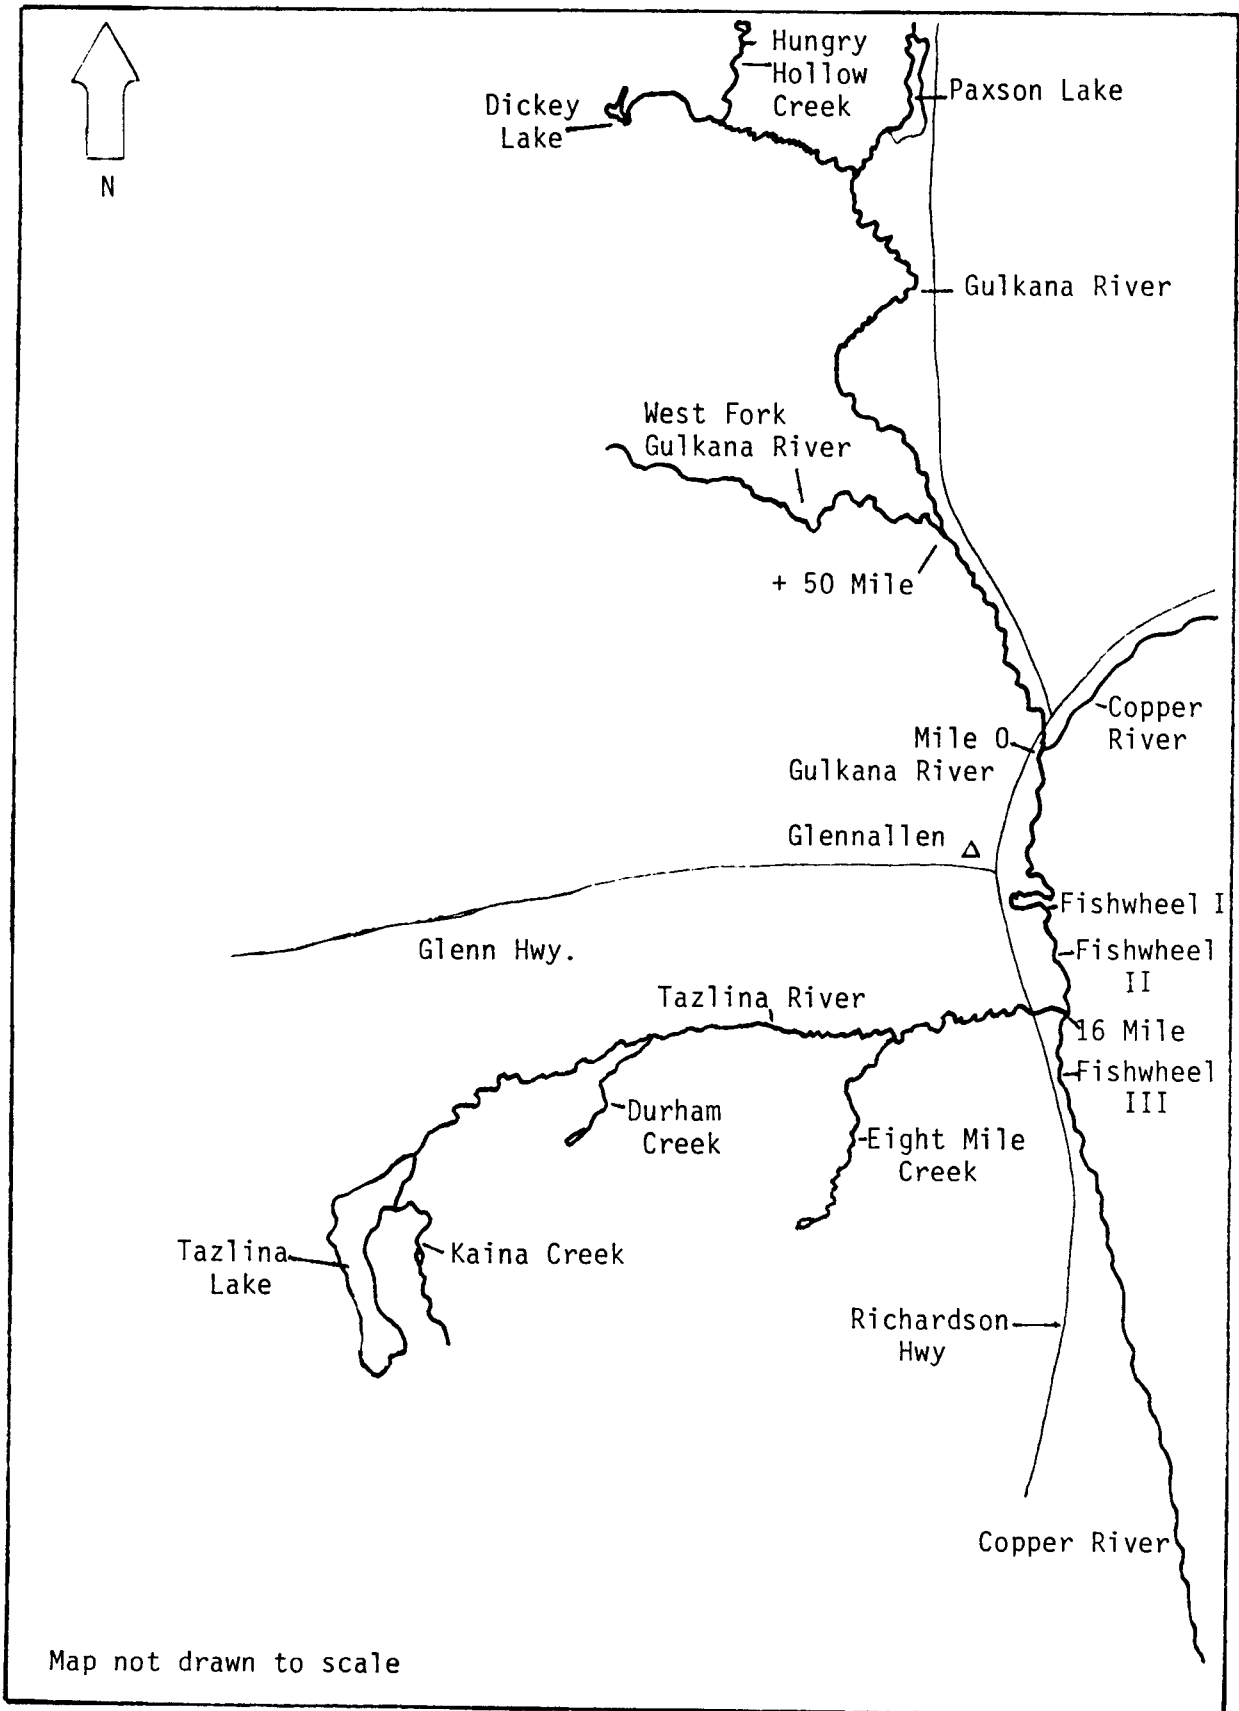 Hungry
Hollow
Creek
Paxson Lake
Dickey
Lake
N
Gulkana River
West Fork
Gulkana River
+ 50 Mile
Copper
River
Mile 0
Gulkana River
Glennallen
Fishwheel I
Glenn Hwy.
Fishwheel
II
Tazlina River
16 Mile
Fishwheel
III
Durham
Creek
Eight Mile
Creek
Tazlina
Lake
Kaina Creek
Richardson
Hwy
Copper River
Map not drawn to scale